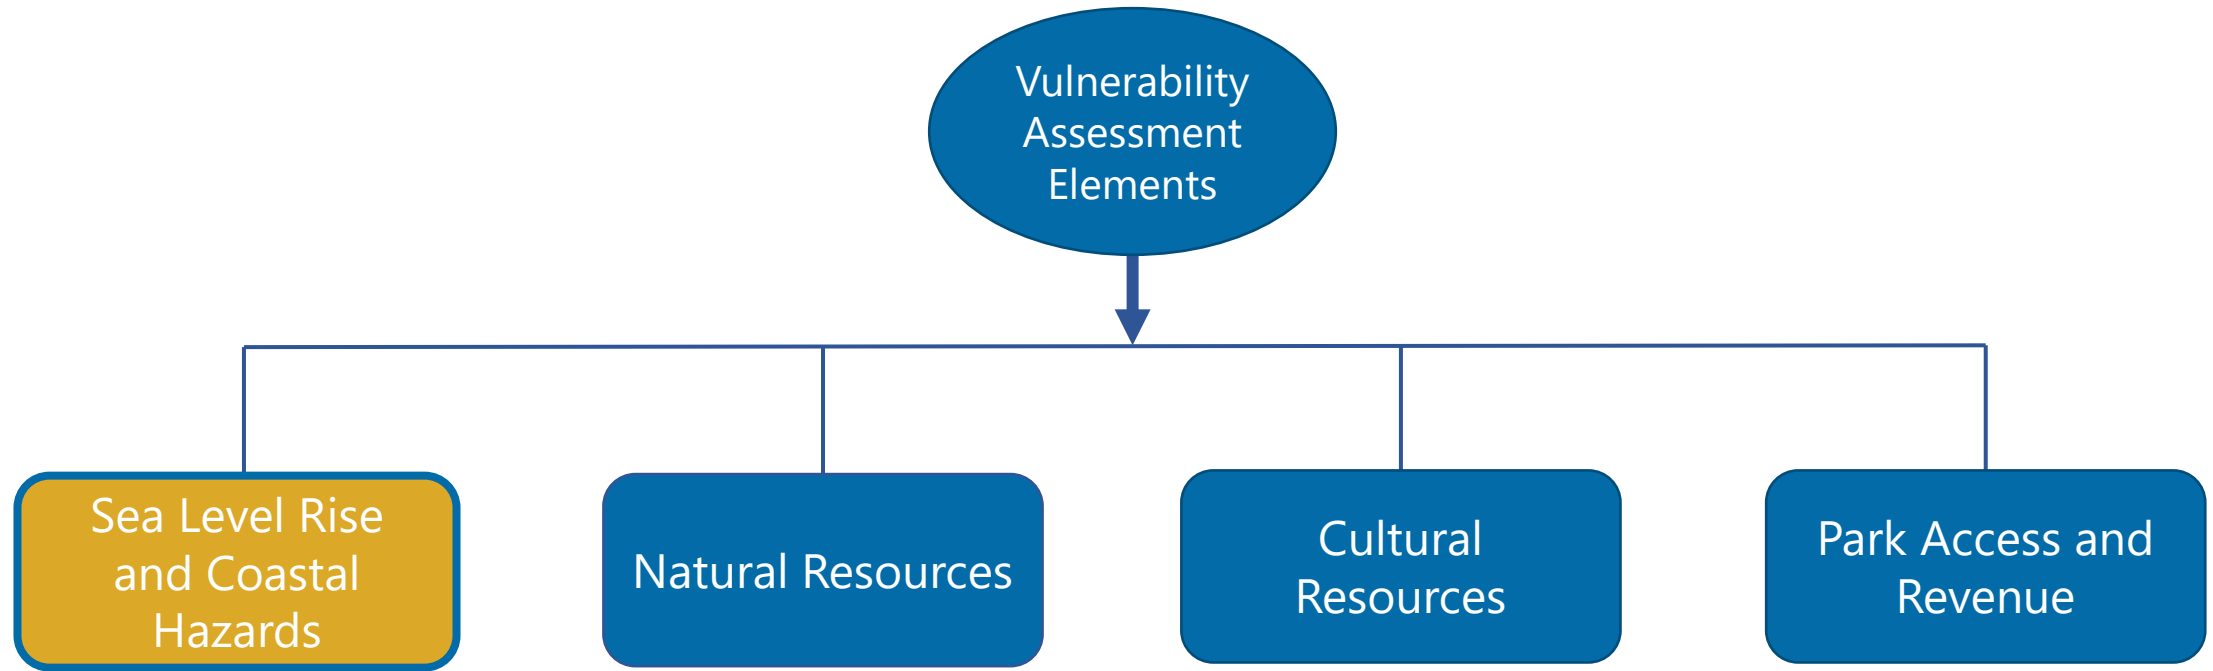 Vulnerability
Assessment
Elements
Sea Level Rise
and Coastal
Hazards
Natural Resources
Cultural
Resources
Park Access and
Revenue